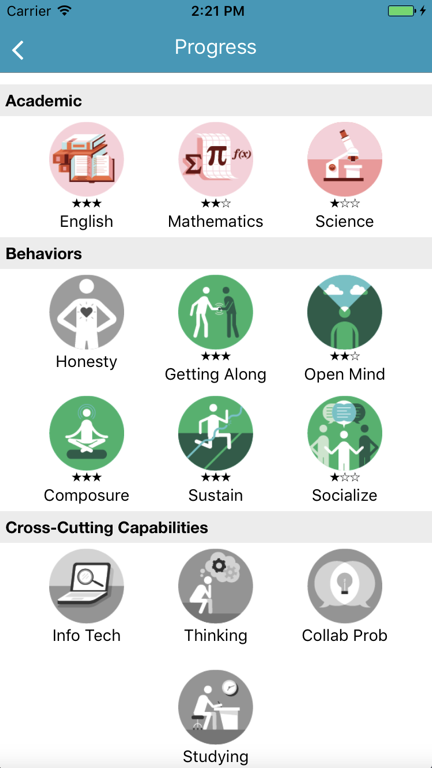 Carrier 2:21 PM
Progress
Academic
Σ π f(x)
★★★ ★★☆ ★☆☆
English Mathematics Science
Behaviors
Honesty
★★★ ★★☆
Getting Along Open Mind
★★★ ★★★ ★☆☆
Composure Sustain Socialize
Cross-Cutting Capabilities
Info Tech Thinking Collab Prob
Studying